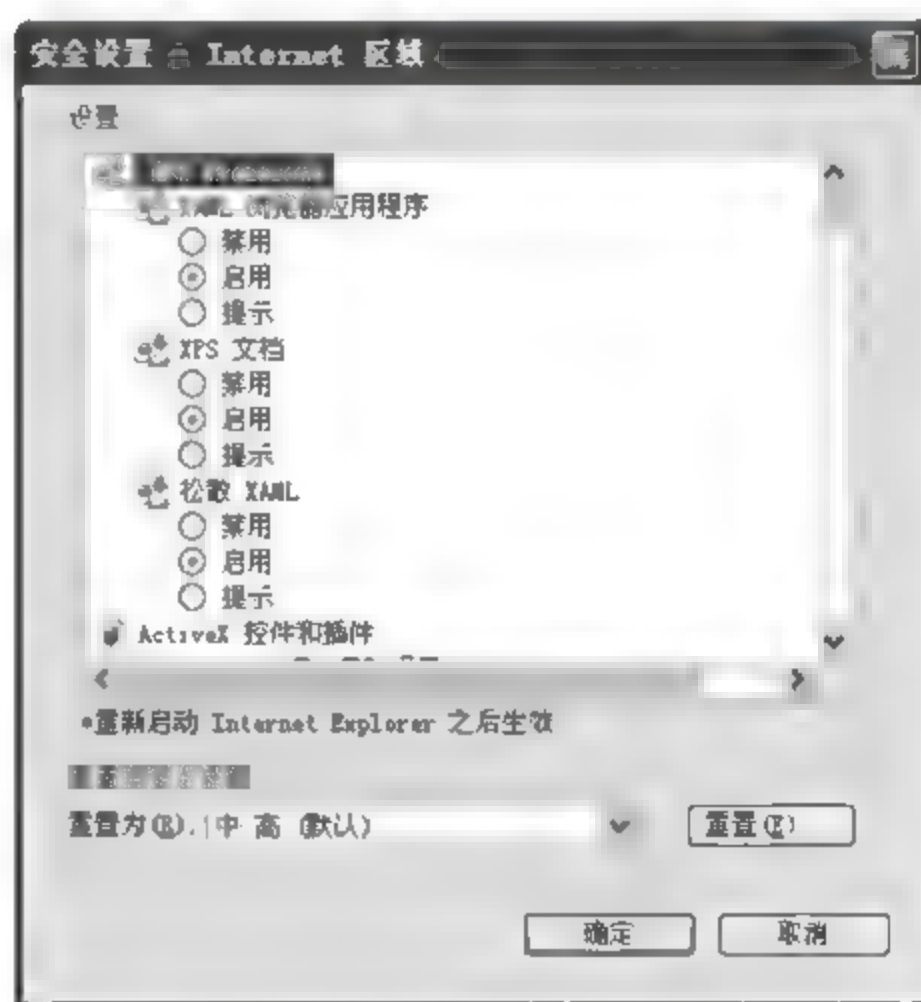 安全设置 Internet 区域
设置
XAML 浏览器应用程序
禁用
启用
提示
XPS 文档
禁用
启用
提示
松散 XAML
禁用
启用
提示
ActiveX 控件和插件
*重新启动 Internet Explorer 之后生效
重置为(R): 中 高 (默认)
重置(E)
确定
取消